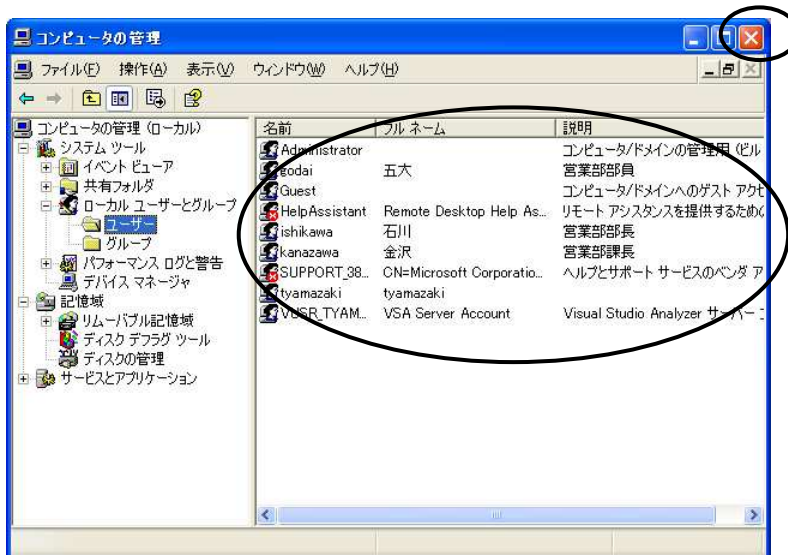 コンピュータの管理
ファイル(F) 操作(A) 表示(V) ウィンドウ(W) ヘルプ(H)
コンピュータの管理 (ローカル)
システム ツール
イベント ビューア
共有フォルダ
ローカル ユーザーとグループ
ユーザー
グループ
パフォーマンス ログと警告
デバイス マネージャ
記憶域
リムーバブル記憶域
ディスク デフラグ ツール
ディスクの管理
サービスとアプリケーション
名前 フル ネーム 説明
Administrator コンピュータ/ドメインの管理用 (ビル
godai 五大 営業部部員
Guest コンピュータ/ドメインへのゲスト アクセ
HelpAssistant Remote Desktop Help As... リモート アシスタンスを提供するための
ishikawa 石川 営業部部長
kanazawa 金沢 営業部課長
SUPPORT_38... CN=Microsoft Corporatio... ヘルプとサポート サービスのベンダ ア
tyamazaki tyamazaki
VUSR_TYAM... VSA Server Account Visual Studio Analyzer サーバー